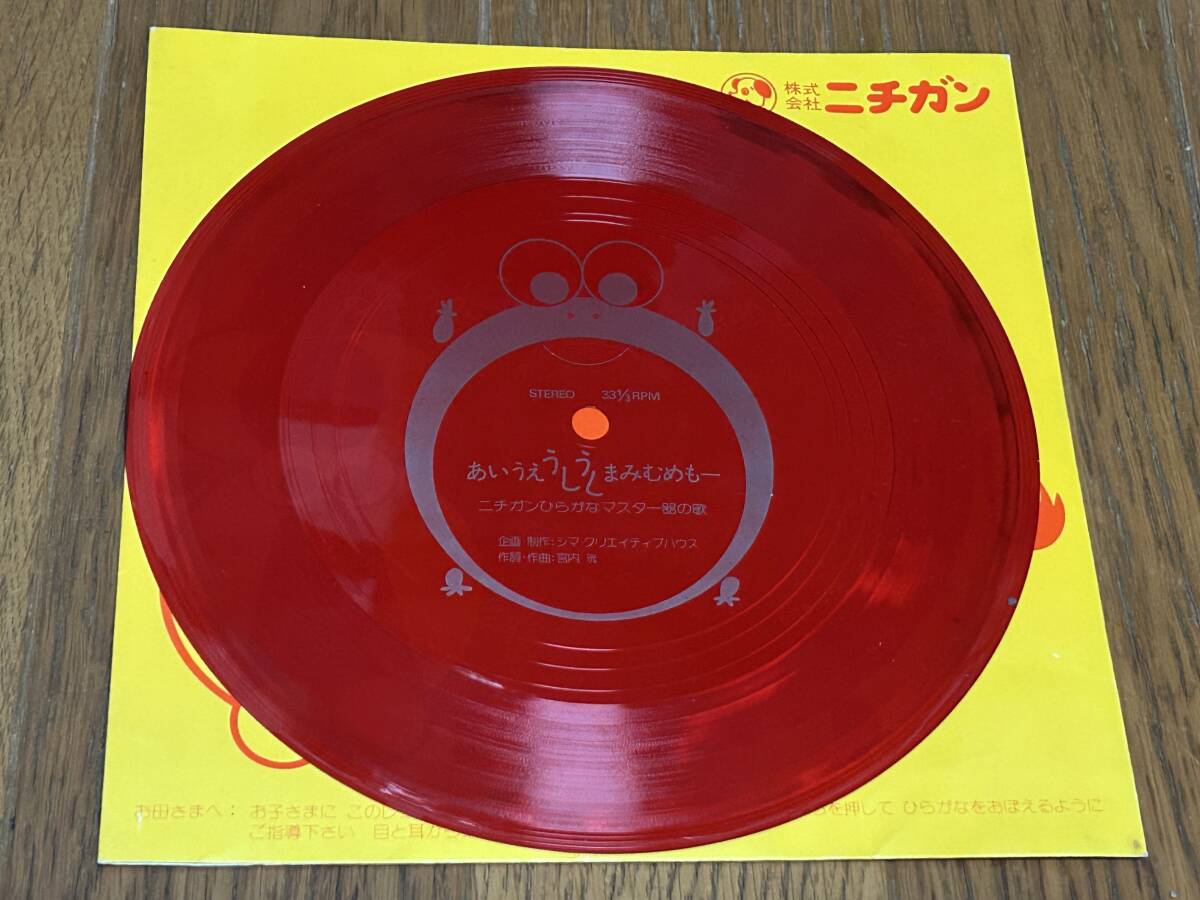 株式会社 ニチガン
STEREO 33⅓RPM
あいうえうしうしまみむめもー
ニチガンひらがなマスター器の歌
企画 制作:シマ クリエイティブハウス
作詞・作曲:宮内
お母さまへ: お子さまに このレ を押して ひらがなをおぼえるように
ご指導下さい 目と耳から